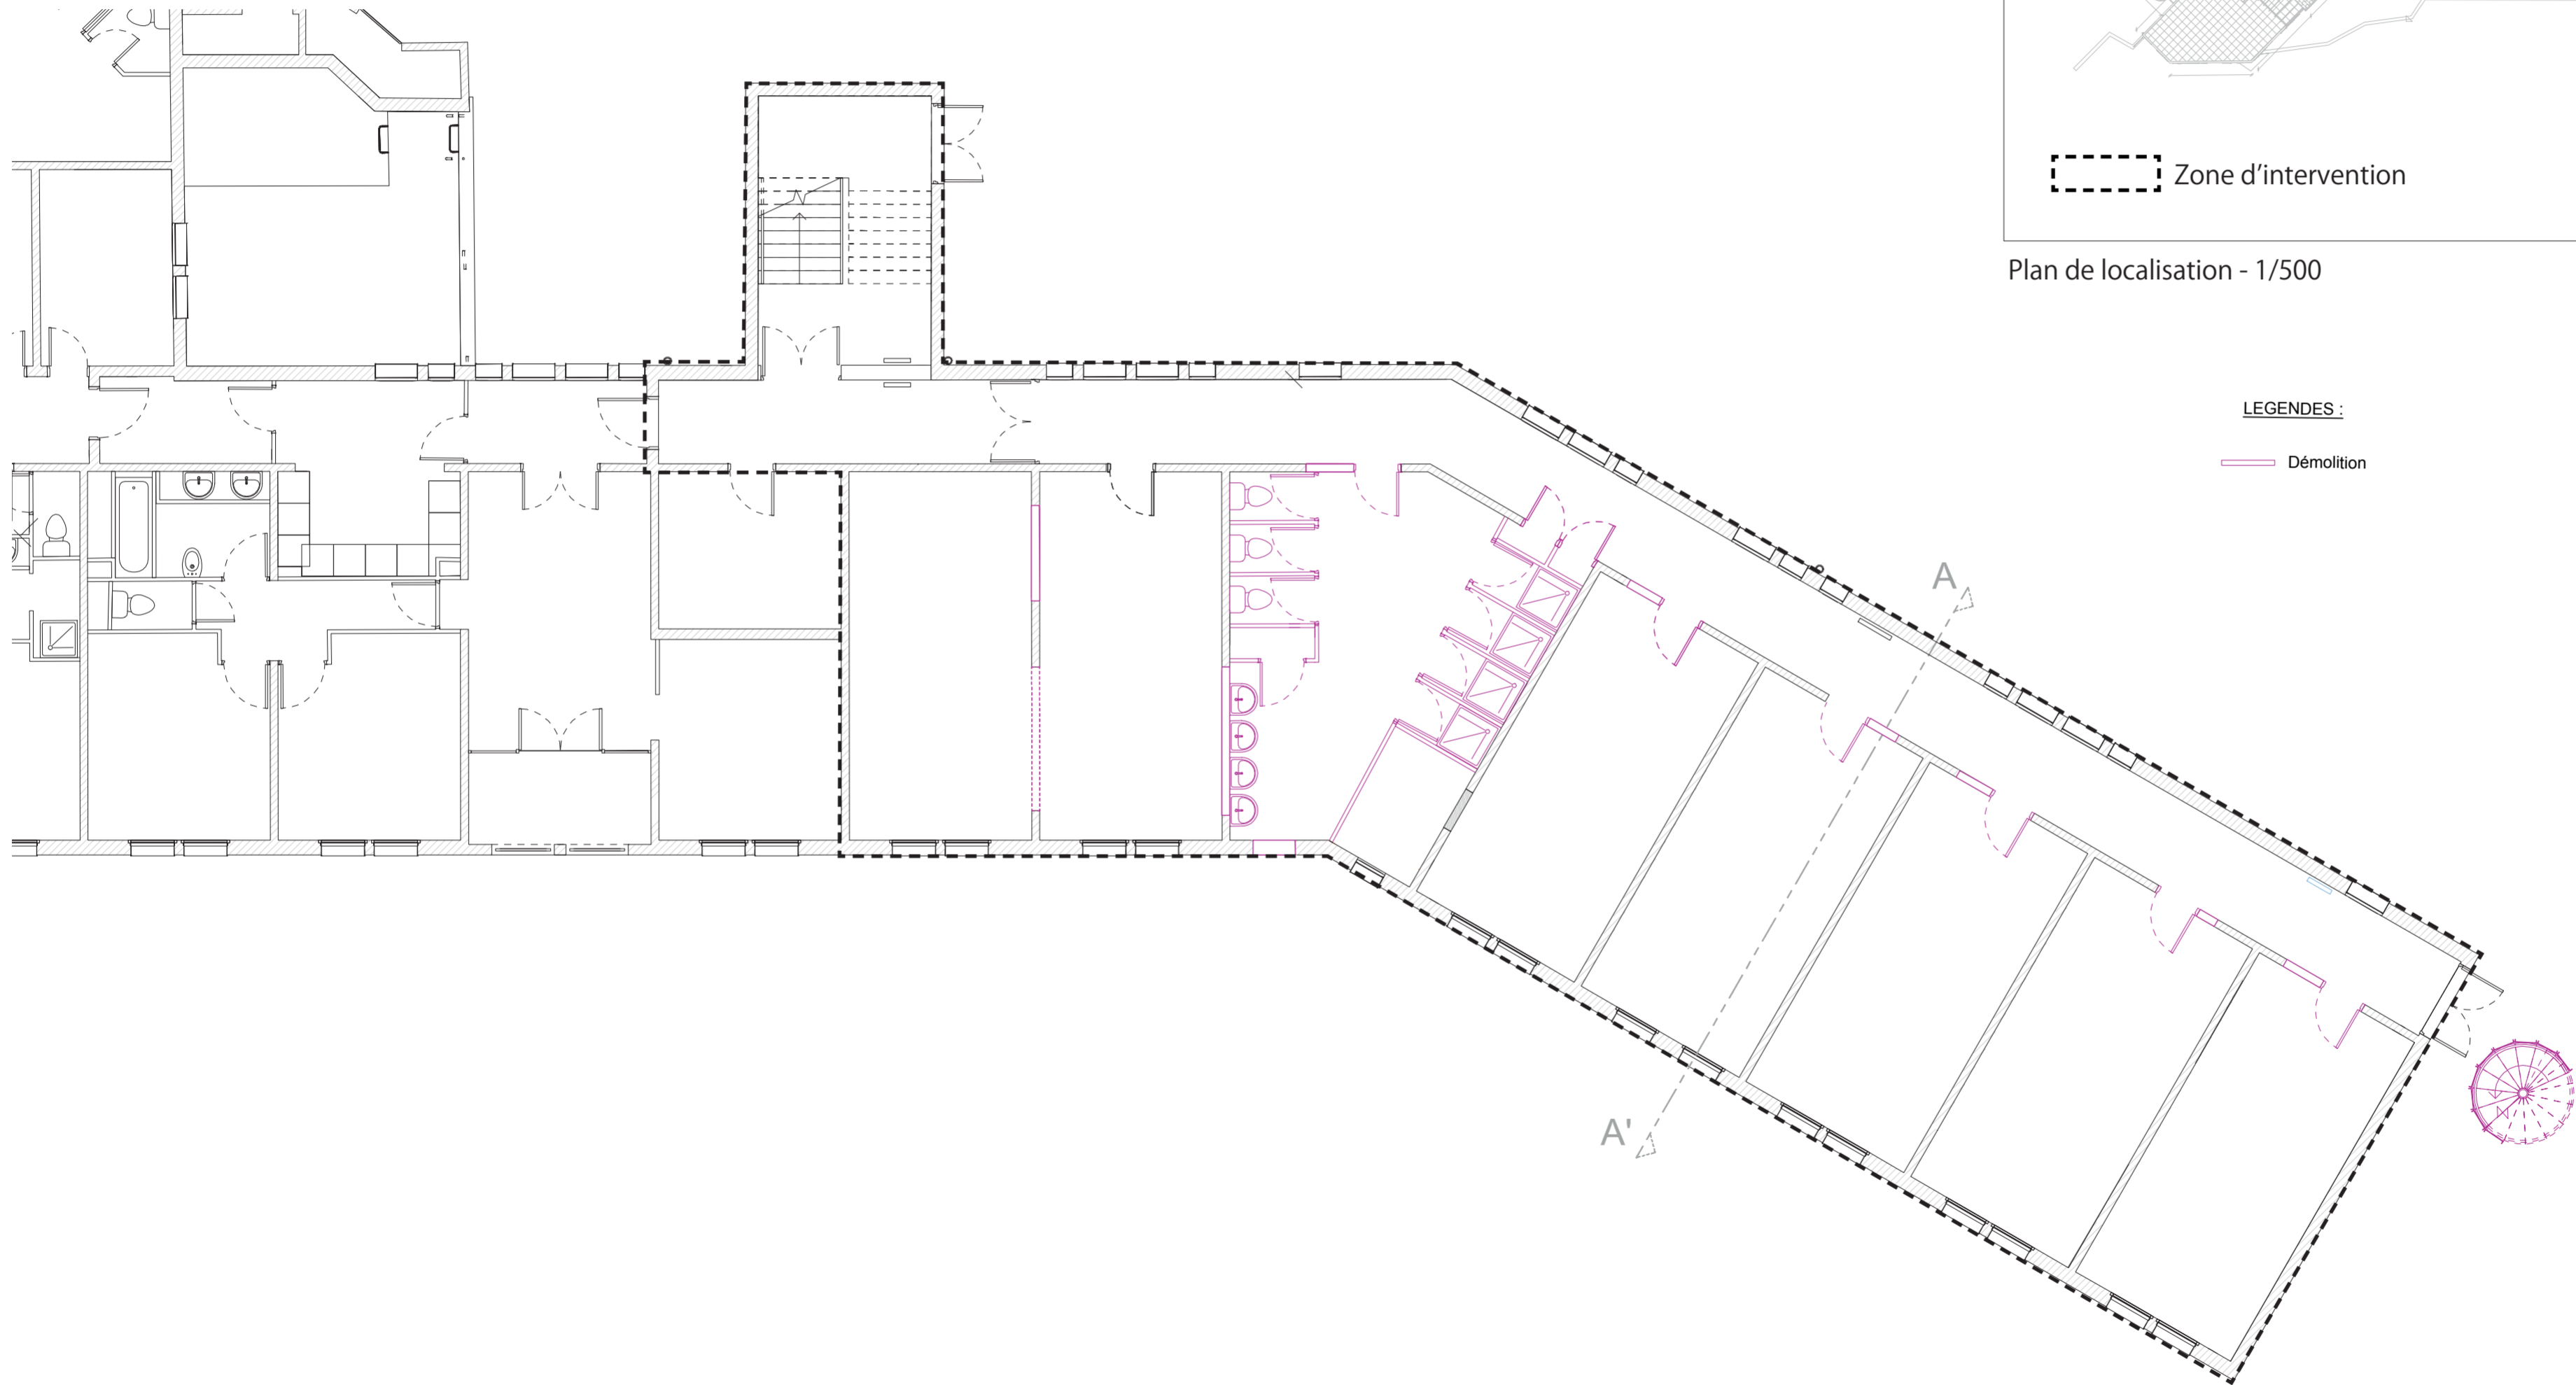 Zone d'intervention
Plan de localisation - 1/500
LEGENDES :
Démolition
A
A'